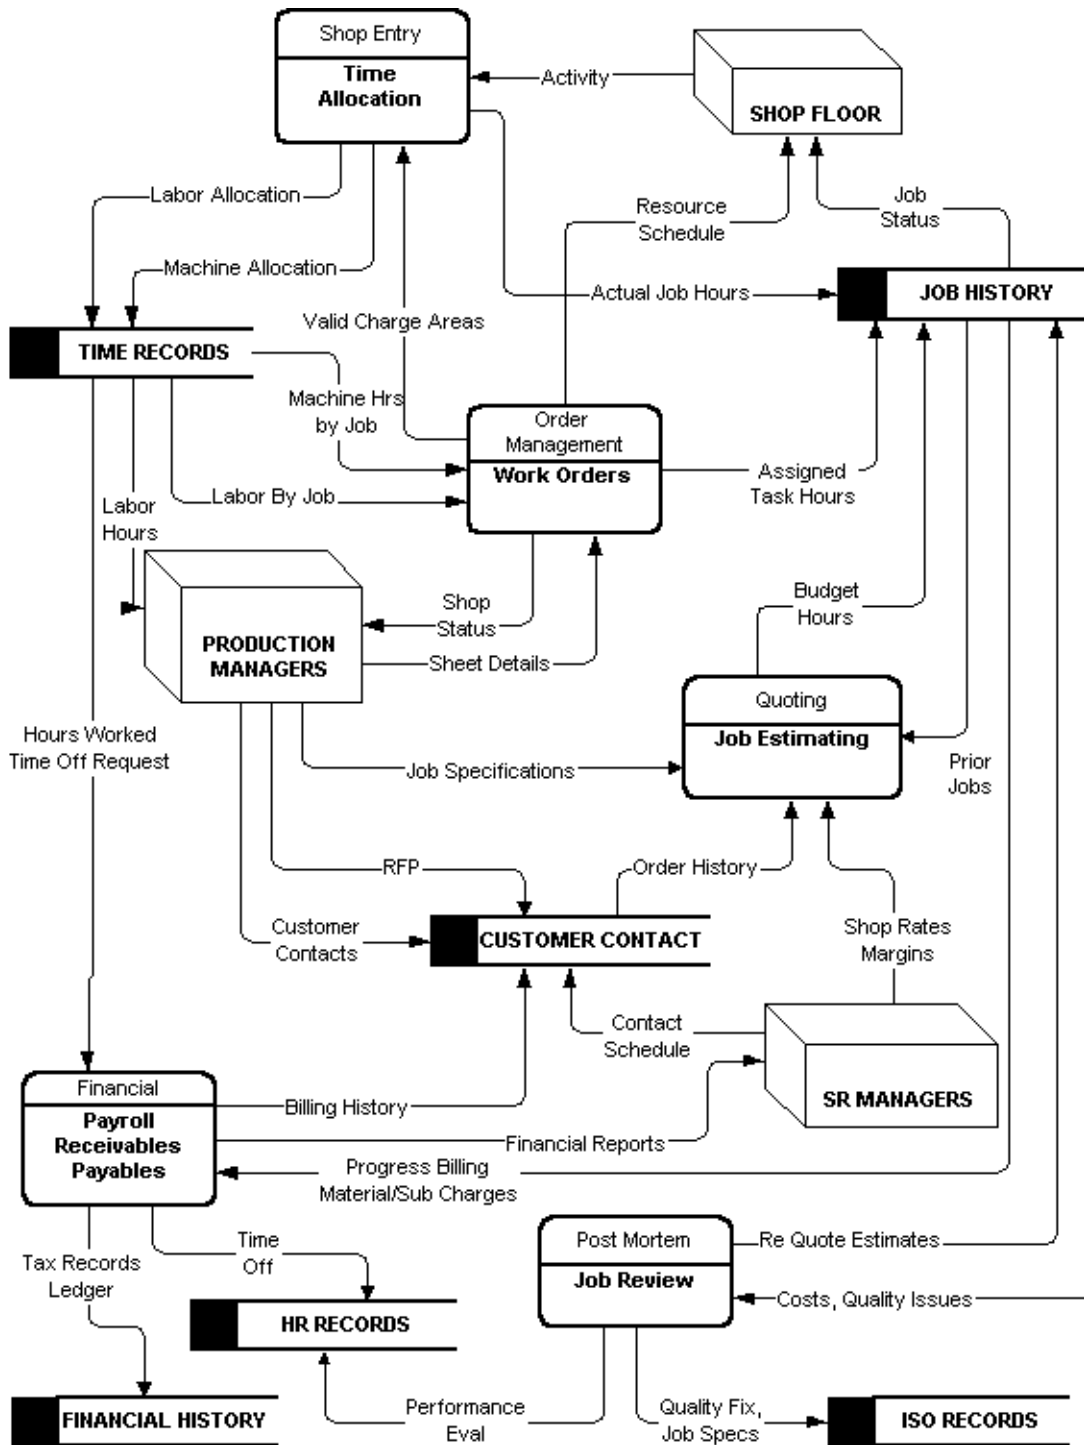 Shop Entry
Time
Allocation
Activity
SHOP FLOOR
Labor Allocation
Resource
Schedule
Job
Status
Machine Allocation
Actual Job Hours
JOB HISTORY
Valid Charge Areas
TIME RECORDS
Machine Hrs
by Job
Order
Management
Work Orders
Assigned
Task Hours
Labor By Job
Labor
Hours
Shop
Status
Budget
Hours
PRODUCTION
MANAGERS
Sheet Details
Quoting
Job Estimating
Hours Worked
Time Off Request
Job Specifications
Prior
Jobs
RFP
Order History
Customer
Contacts
CUSTOMER CONTACT
Shop Rates
Margins
Contact
Schedule
SR MANAGERS
Financial
Payroll
Receivables
Payables
Billing History
Financial Reports
Progress Billing
Material/Sub Charges
Tax Records
Ledger
Time
Off
Post Mortem
Job Review
Re Quote Estimates
Costs, Quality Issues
HR RECORDS
FINANCIAL HISTORY
Performance
Eval
Quality Fix,
Job Specs
ISO RECORDS